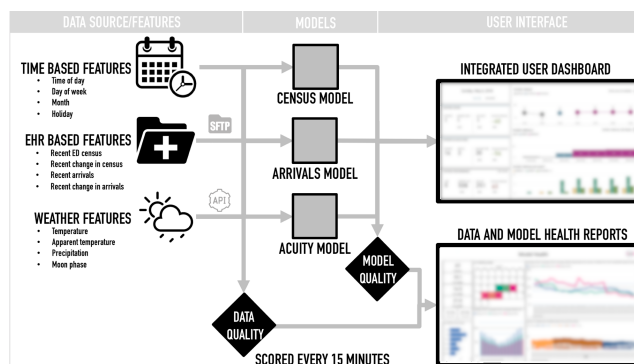 DATA SOURCE/FEATURES
MODELS
USER INTERFACE
TIME BASED FEATURES
• Time of day
• Day of week
• Month
• Holiday
CENSUS MODEL
INTEGRATED USER DASHBOARD
SFTP
EHR BASED FEATURES
• Recent ED census
• Recent change in census
• Recent arrivals
• Recent change in arrivals
ARRIVALS MODEL
API
WEATHER FEATURES
• Temperature
• Apparent temperature
• Precipitation
• Moon phase
ACUITY MODEL
DATA AND MODEL HEALTH REPORTS
MODEL
QUALITY
DATA
QUALITY
SCORED EVERY 15 MINUTES